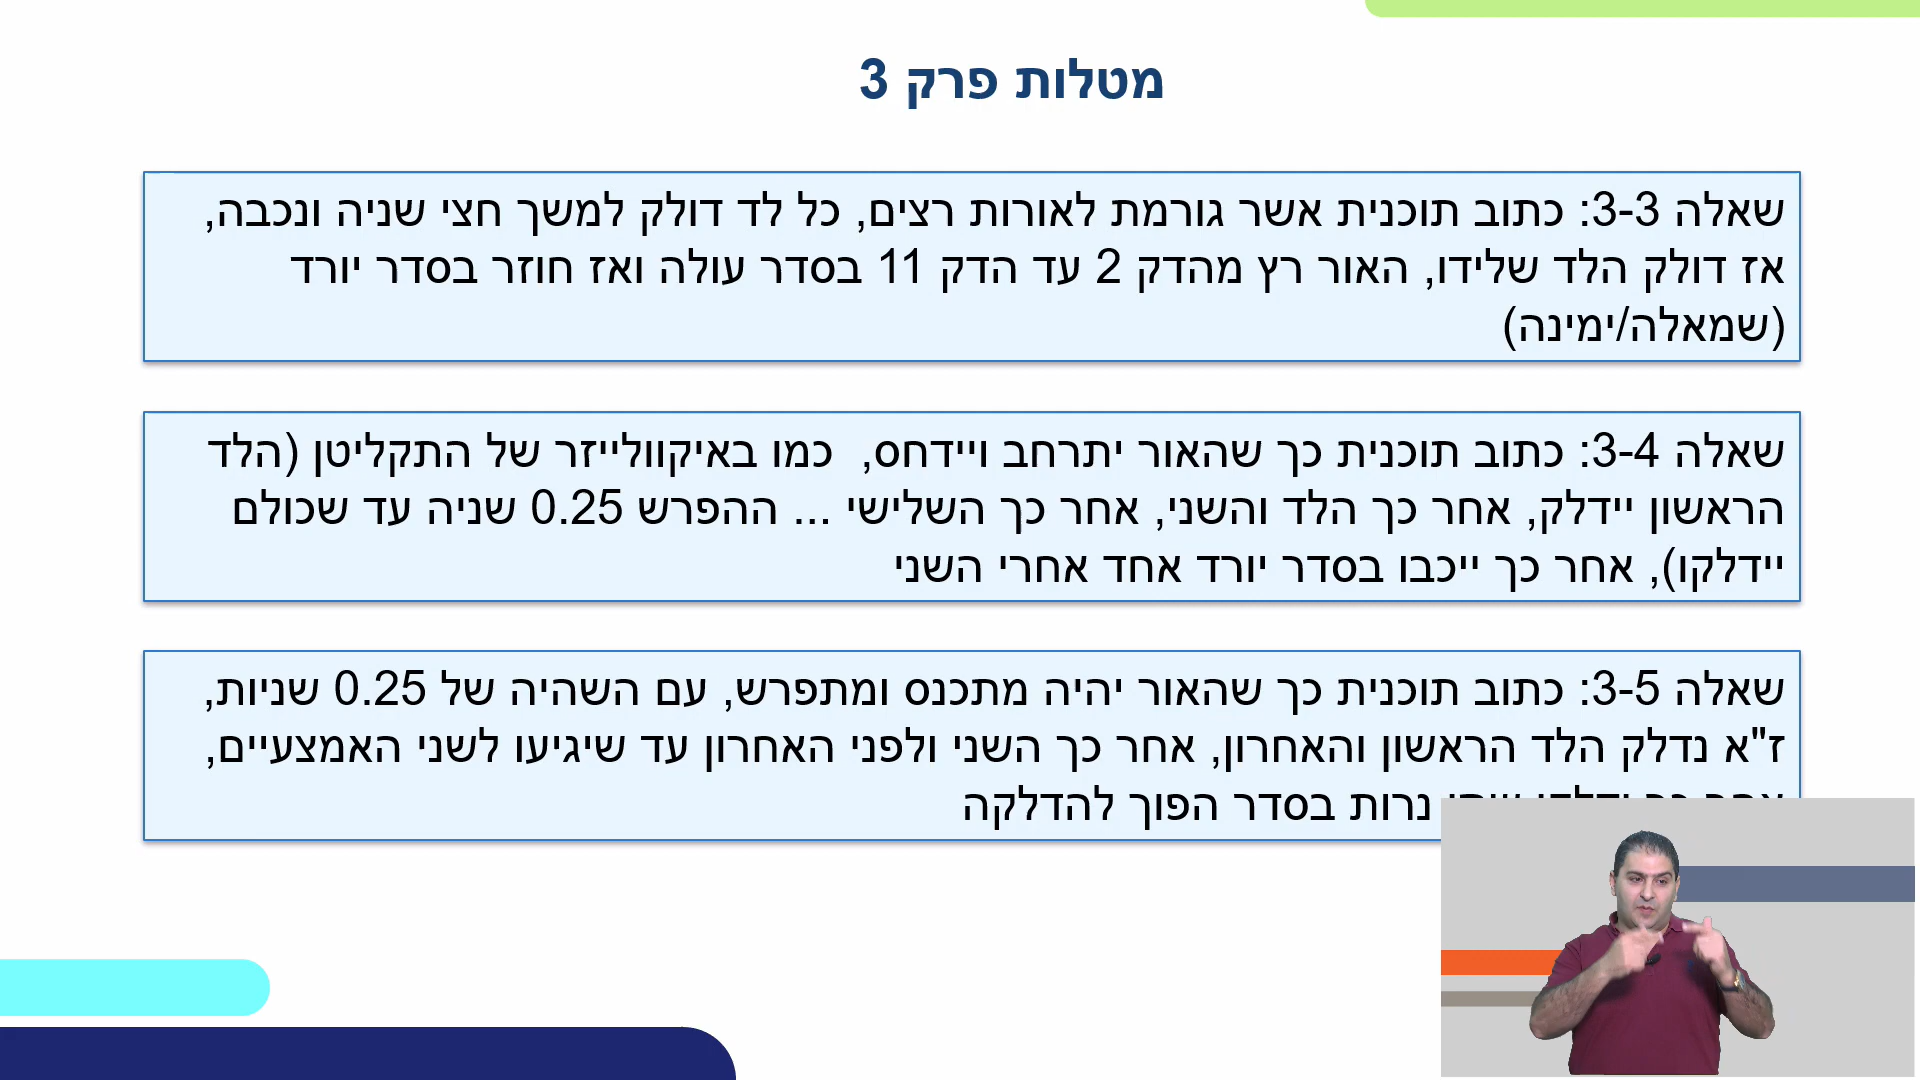 מטלות פרק 3
שאלה 3-3: כתוב תוכנית אשר גורמת לאורות רצים, כל לד דולק למשך חצי שניה ונכבה,
אז דולק הלד שלידו, האור רץ מהדק 2 עד הדק 11 בסדר עולה ואז חוזר בסדר יורד
(שמאלה/ימינה)
שאלה 3-4: כתוב תוכנית כך שהאור יתרחב ויידחס, כמו באיקוולייזר של התקליטן (הלד
הראשון יידלק, אחר כך הלד והשני, אחר כך השלישי ... ההפרש 0.25 שניה עד שכולם
יידלקו), אחר כך ייכבו בסדר יורד אחד אחרי השני
שאלה 3-5: כתוב תוכנית כך שהאור יהיה מתכנס ומתפרש, עם השהיה של 0.25 שניות,
ז"א נדלק הלד הראשון והאחרון, אחר כך השני ולפני האחרון עד שיגיעו לשני האמצעיים,
נרות בסדר הפוך להדלקה